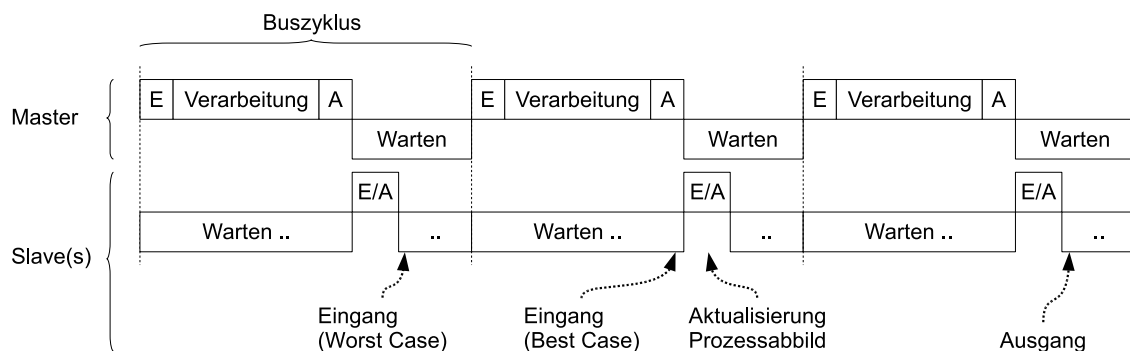 Buszyklus
E Verarbeitung A E Verarbeitung A E Verarbeitung A
Master
Warten Warten Warten
E/A E/A E/A
Warten .. .. Warten .. .. Warten .. ..
Slave(s)
Eingang
(Worst Case)
Eingang
(Best Case)
Aktualisierung
Prozessabbild
Ausgang